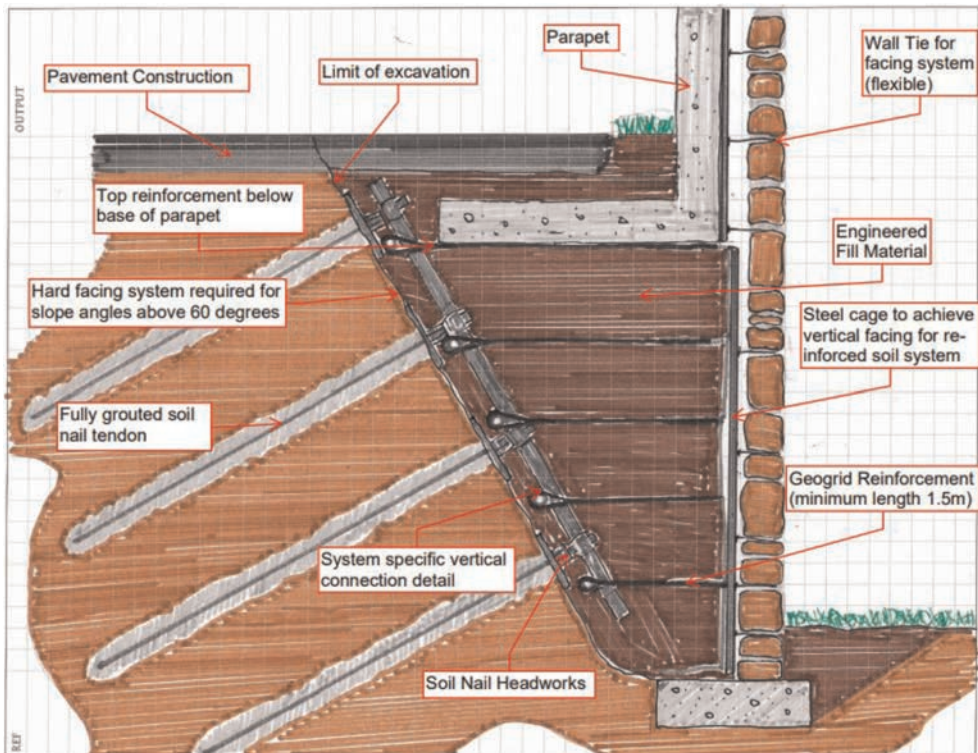 OUTPUT
Pavement Construction
Limit of excavation
Parapet
Wall Tie for
facing system
(flexible)
Top reinforcement below
base of parapet
Engineered
Fill Material
Hard facing system required for
slope angles above 60 degrees
Steel cage to achieve
vertical facing for re-
inforced soil system
Fully grouted soil
nail tendon
Geogrid Reinforcement
(minimum length 1.5m)
System specific vertical
connection detail
Soil Nail Headworks
REF